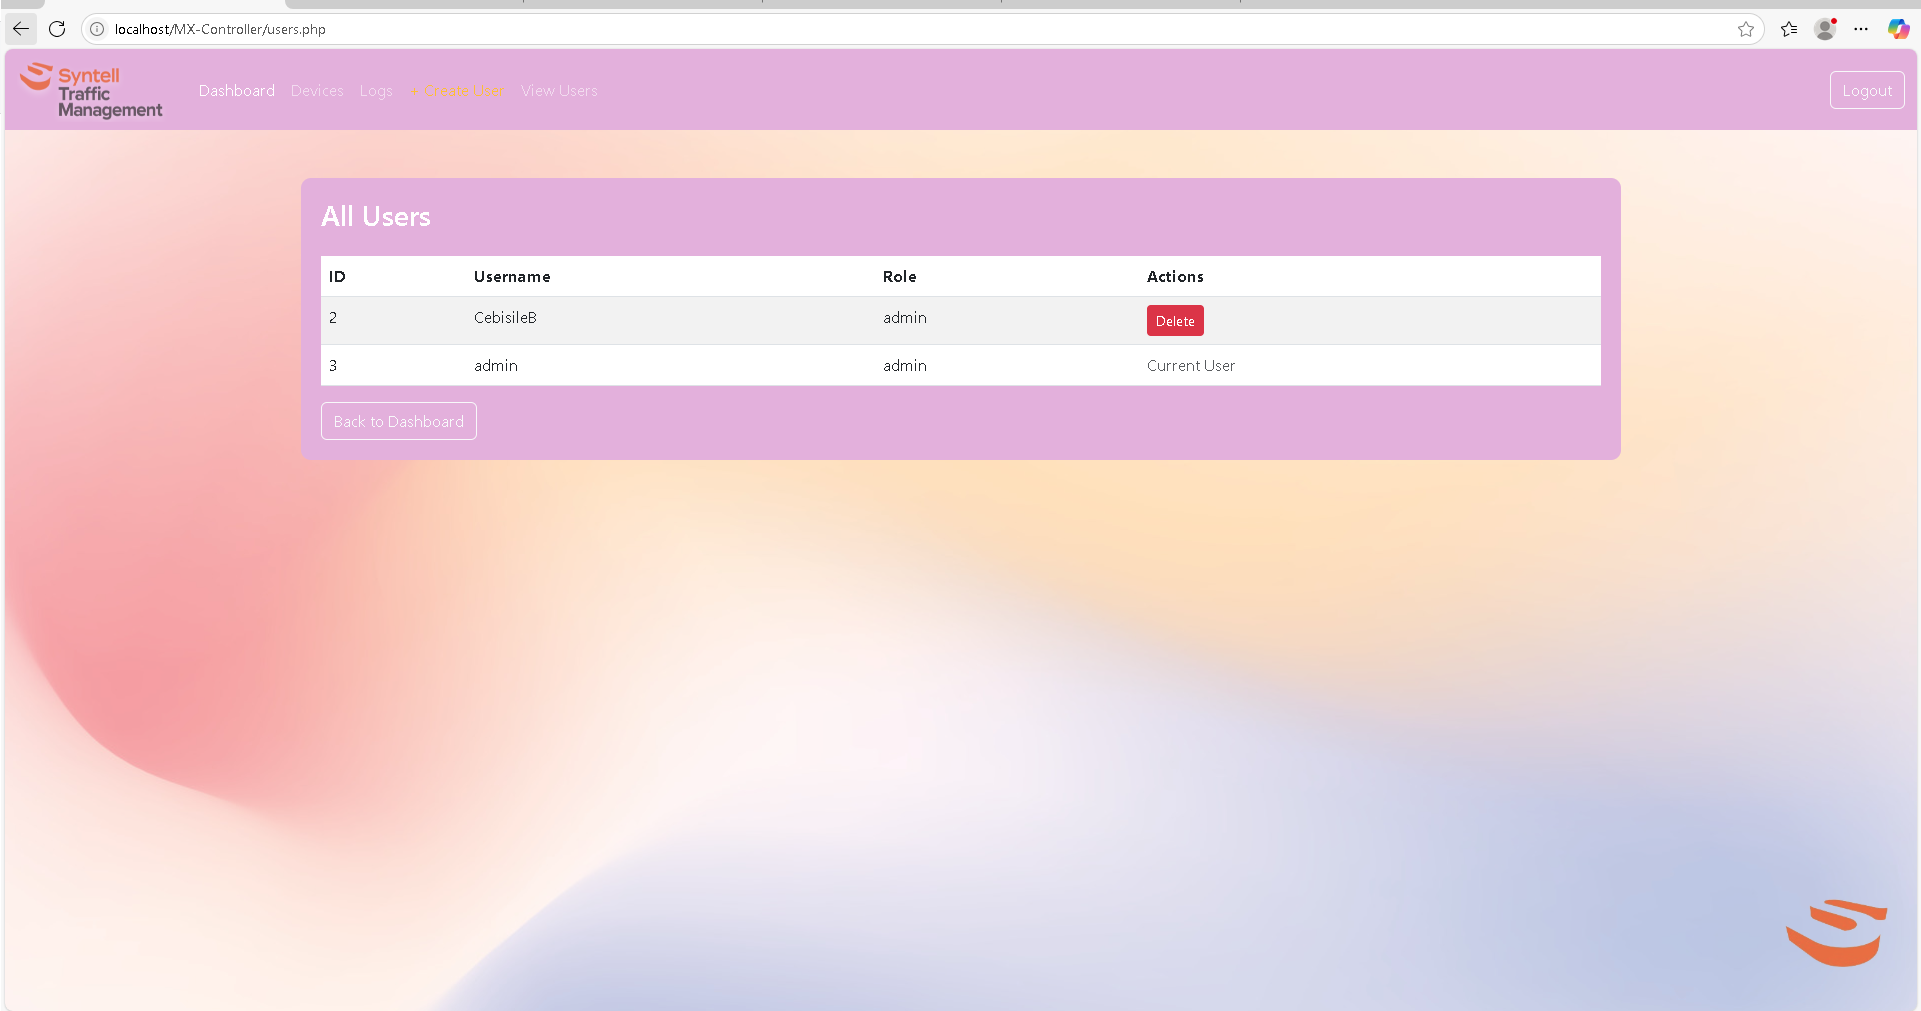 localhost/MX-Controller/users.php
Syntell
Traffic
Management
Dashboard Devices Logs + Create User View Users
Logout
All Users
ID Username Role Actions
2 CebisileB admin Delete
3 admin admin Current User
Back to Dashboard